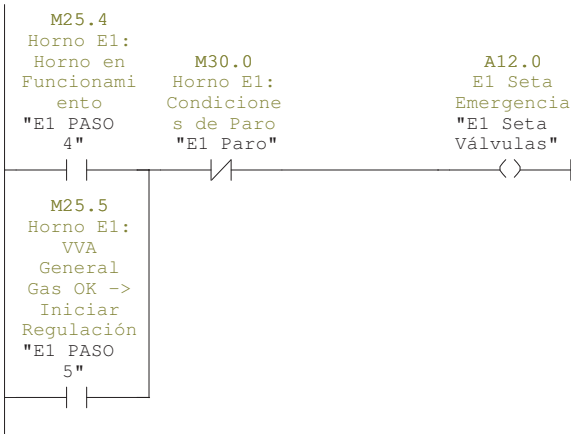 M25.4
Horno E1:
Horno en
Funcionami
ento
"E1 PASO
4"
M30.0
Horno E1:
Condicione
s de Paro
"E1 Paro"
A12.0
E1 Seta
Emergencia
"E1 Seta
Válvulas"
M25.5
Horno E1:
VVA
General
Gas OK ->
Iniciar
Regulación
"E1 PASO
5"